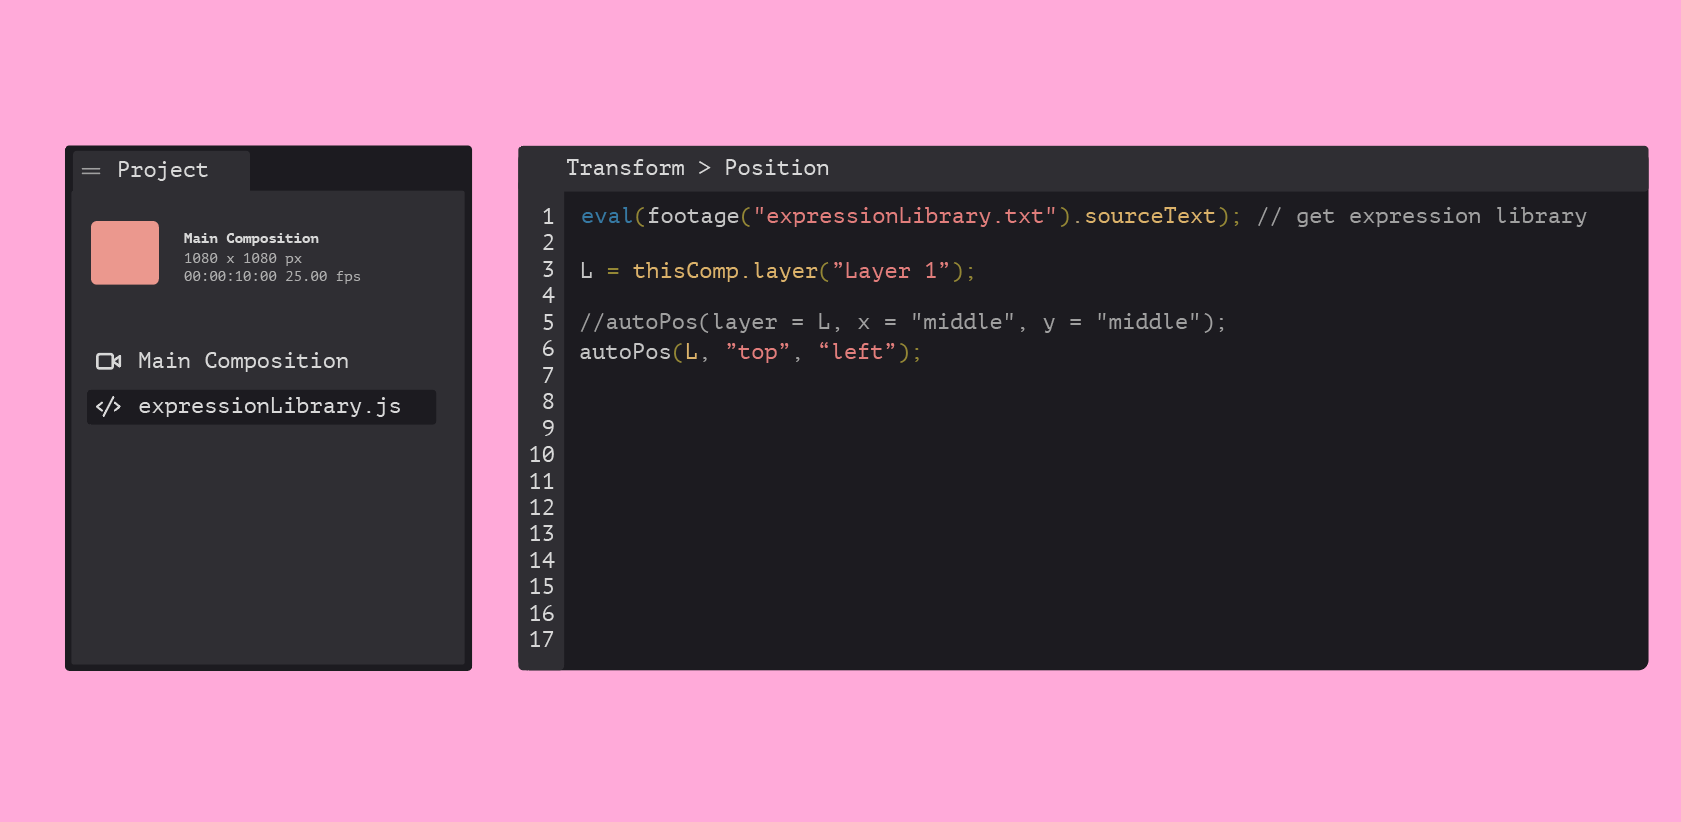 Project
Main Composition
1080 x 1080 px
00:00:10:00 25.00 fps
Main Composition
</> expressionLibrary.js
Transform > Position
1 eval(footage("expressionLibrary.txt").sourceText); // get expression library
2
3 L = thisComp.layer(”Layer 1”);
4
5 //autoPos(layer = L, x = "middle", y = "middle");
6 autoPos(L, ”top”, “left”);
7
8
9
10
11
12
13
14
15
16
17